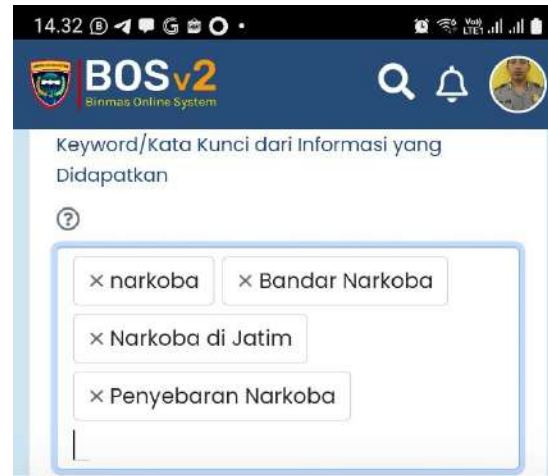 14.32
BOSv2
Binmas Online System
Keyword/Kata Kunci dari Informasi yang
Didapatkan
?
× narkoba × Bandar Narkoba
× Narkoba di Jatim
× Penyebaran Narkoba